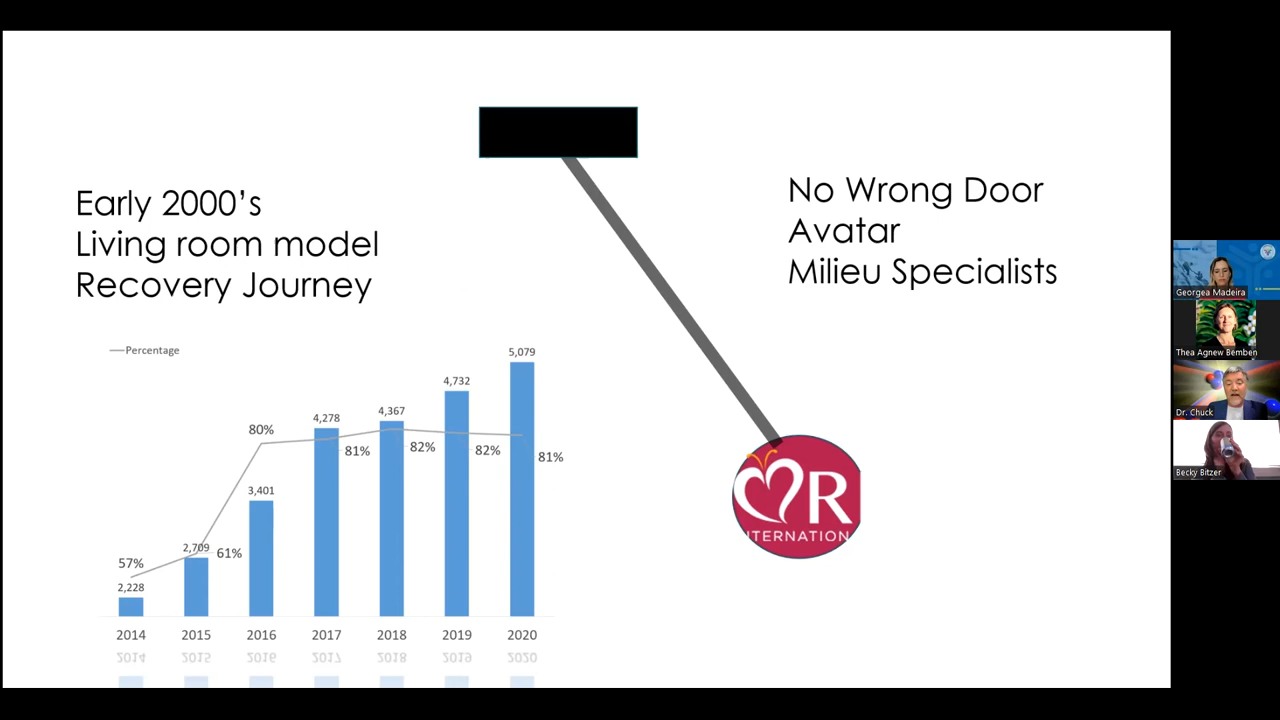 Early 2000's
Living room model
Recovery Journey
No Wrong Door
Avatar
Milieu Specialists
Percentage
5,079
4,732
4,367
4,278
3,401
2,709
2,228
57%
61%
80%
81%
82%
82%
81%
2014
2015
2016
2017
2018
2019
2020
R
NTERNATION
Georgea Madeira
Thea Agnew Bemben
Dr. Chuck
Becky Bitzer